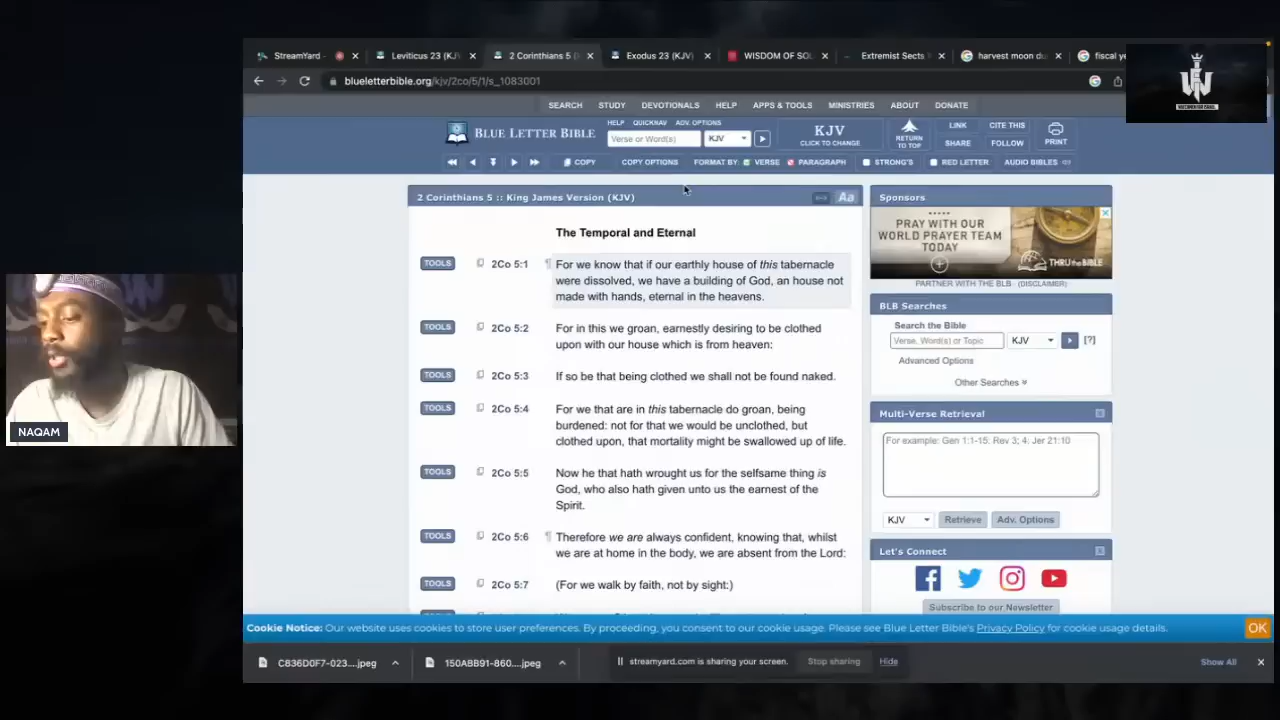 StreamYard
Leviticus 23 (KJV
2 Corinthians 5
Exodus 23 (KJV)
WISDOM OF SOL
Extremist Sects
harvest moon du
fiscal ye
blueletterbible.org/kjv/2co/5/1/s_1083001
SEARCH STUDY DEVOTIONALS HELP APPS & TOOLS MINISTRIES ABOUT DONATE
BLUE LETTER BIBLE
HELP QUICKNAV ADV. OPTIONS
Verse or Word(s) KJV
KJV
CLICK TO CHANGE
RETURN
TO TOP
LINK CITE THIS
SHARE FOLLOW
PRINT
COPY COPY OPTIONS FORMAT BY: VERSE PARAGRAPH STRONG'S RED LETTER AUDIO BIBLES
2 Corinthians 5 :: King James Version (KJV)
Aa
The Temporal and Eternal
TOOLS 2Co 5:1 ¶ For we know that if our earthly house of this tabernacle
were dissolved, we have a building of God, an house not
made with hands, eternal in the heavens.
TOOLS 2Co 5:2 For in this we groan, earnestly desiring to be clothed
upon with our house which is from heaven:
TOOLS 2Co 5:3 If so be that being clothed we shall not be found naked.
TOOLS 2Co 5:4 For we that are in this tabernacle do groan, being
burdened: not for that we would be unclothed, but
clothed upon, that mortality might be swallowed up of life.
TOOLS 2Co 5:5 Now he that hath wrought us for the selfsame thing is
God, who also hath given unto us the earnest of the
Spirit.
TOOLS 2Co 5:6 ¶ Therefore we are always confident, knowing that, whilst
we are at home in the body, we are absent from the Lord:
TOOLS 2Co 5:7 (For we walk by faith, not by sight:)
Sponsors
PRAY WITH OUR
WORLD PRAYER TEAM
TODAY
THRU the BIBLE
PARTNER WITH THE BLB - (DISCLAIMER)
BLB Searches
Search the Bible
Verse, Word(s) or Topic KJV [?]
Advanced Options
Other Searches
Multi-Verse Retrieval
For example: Gen 1:1-15; Rev 3; 4; Jer 21:10
KJV Retrieve Adv. Options
Let's Connect
Subscribe to our Newsletter
Cookie Notice: Our website uses cookies to store user preferences. By proceeding, you consent to our cookie usage. Please see Blue Letter Bible's Privacy Policy for cookie usage details. OK
C836D0F7-023....jpeg
150ABB91-860....jpeg
streamyard.com is sharing your screen. Stop sharing Hide
Show All
NAQAM